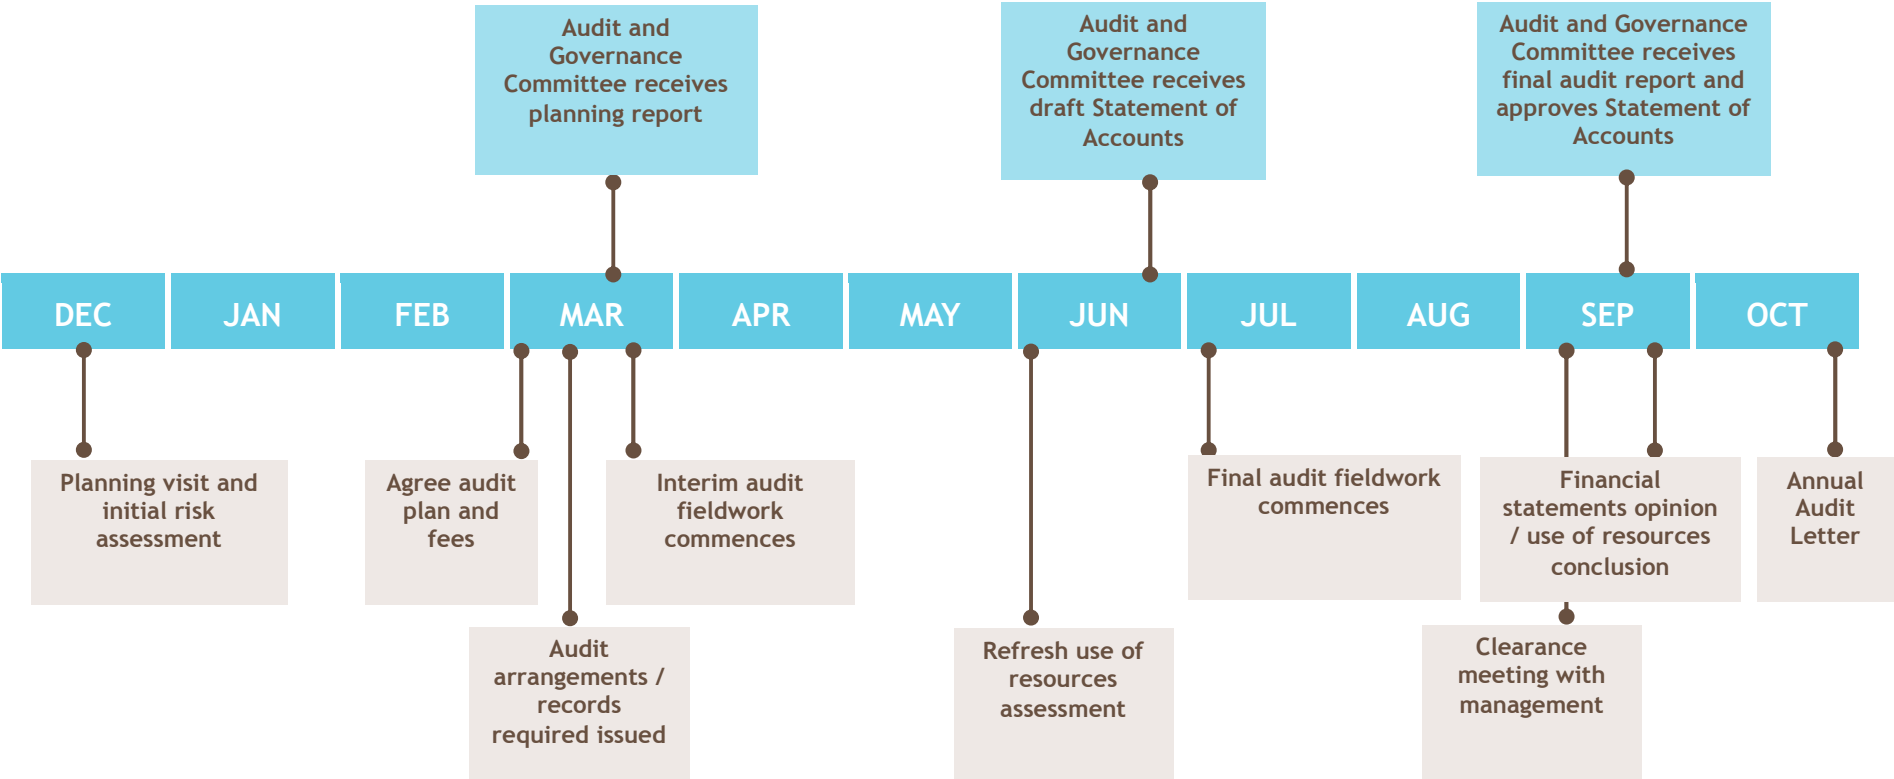 Audit and
Governance
Committee receives
planning report
Audit and
Governance
Committee receives
draft Statement of
Accounts
Audit and Governance
Committee receives
final audit report and
approves Statement of
Accounts
DEC
JAN
FEB
MAR
APR
MAY
JUN
JUL
AUG
SEP
OCT
Planning visit and
initial risk
assessment
Agree audit
plan and
fees
Interim audit
fieldwork
commences
Final audit fieldwork
commences
Financial
statements opinion
/ use of resources
conclusion
Annual
Audit
Letter
Audit
arrangements /
records
required issued
Refresh use of
resources
assessment
Clearance
meeting with
management